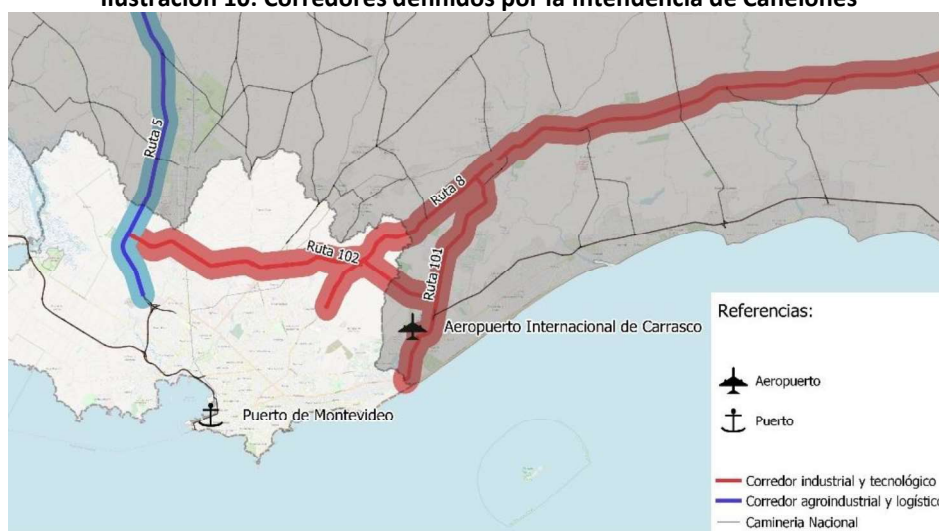 Ilustración 10: Corredores definidos por la Intendencia de Canelones
Ruta 5
Ruta 8
Ruta 102
Ruta 101
Aeropuerto Internacional de Carrasco
Puerto de Montevideo
Referencias:
Aeropuerto
Puerto
Corredor industrial y tecnológico
Corredor agroindustrial y logístico
Caminería Nacional